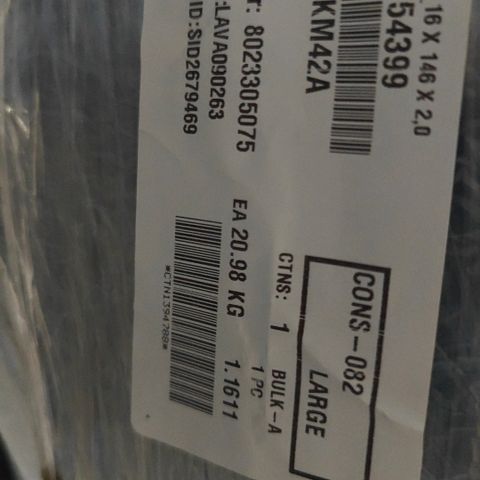 16 X 146 X 2,0
54399
KM42A
: 8023305075
:LAVA090263
ID:SID2679469
CONS-082
LARGE
CTNS: 1 BULK-A
1 PC
EA 20.98 KG 1.1611
*CTN1394788*